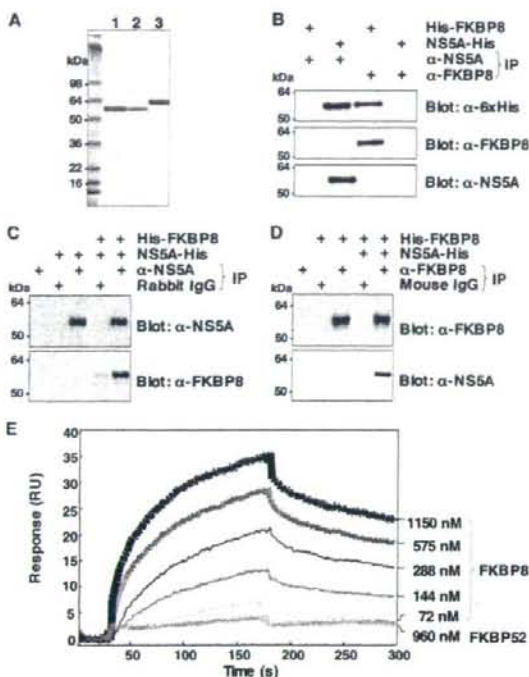 A
1 2 3
kDa
98
64
50
36
22
16
B
+ + His-FKBP8
+ + NS5A-His
+ + α-NS5A
+ + α-FKBP8
IP
kDa
64
50
Blot: α-6xHis
64
50
Blot: α-FKBP8
64
50
Blot: α-NS5A
C
+ + His-FKBP8
+ + + + NS5A-His
+ + + α-NS5A
+ + Rabbit IgG
IP
kDa
64
50
Blot: α-NS5A
64
50
Blot: α-FKBP8
D
+ + + + His-FKBP8
+ + NS5A-His
+ + + α-FKBP8
+ + Mouse IgG
IP
kDa
64
50
Blot: α-FKBP8
64
50
Blot: α-NS5A
E
Response (RU)
40
35
30
25
20
15
10
5
0
50 100 150 200 250 300
Time (s)
1150 nM
575 nM
288 nM
144 nM
72 nM
FKBP8
960 nM FKBP52